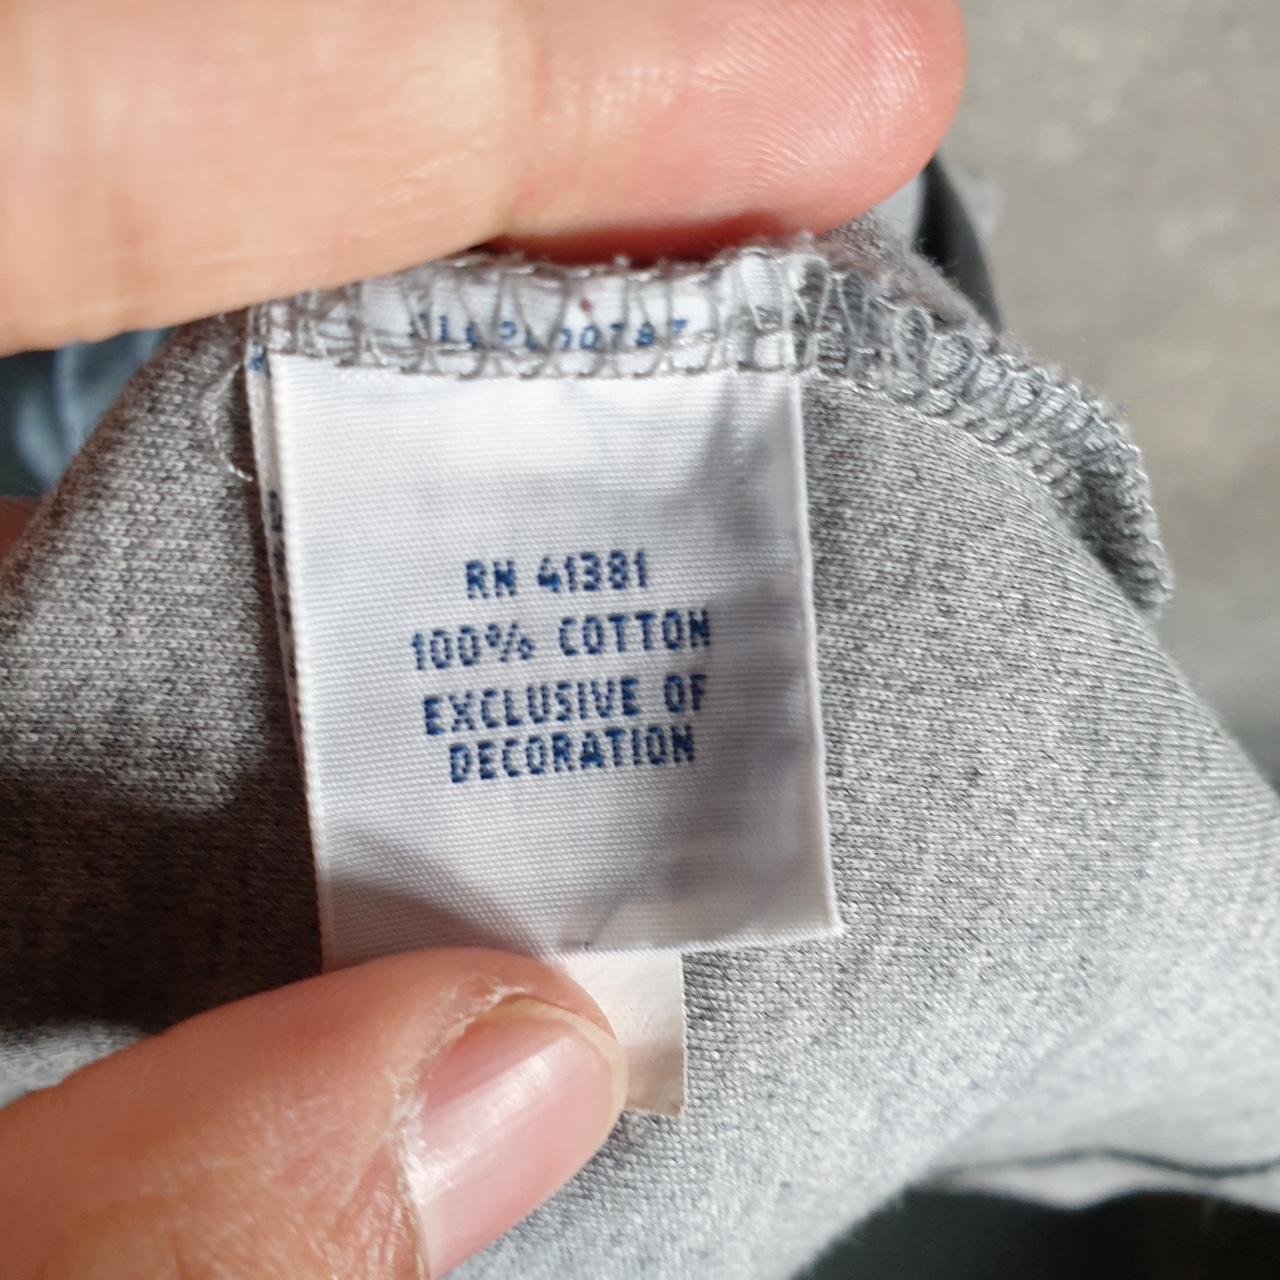 RN 41381
100% COTTON
EXCLUSIVE OF
DECORATION